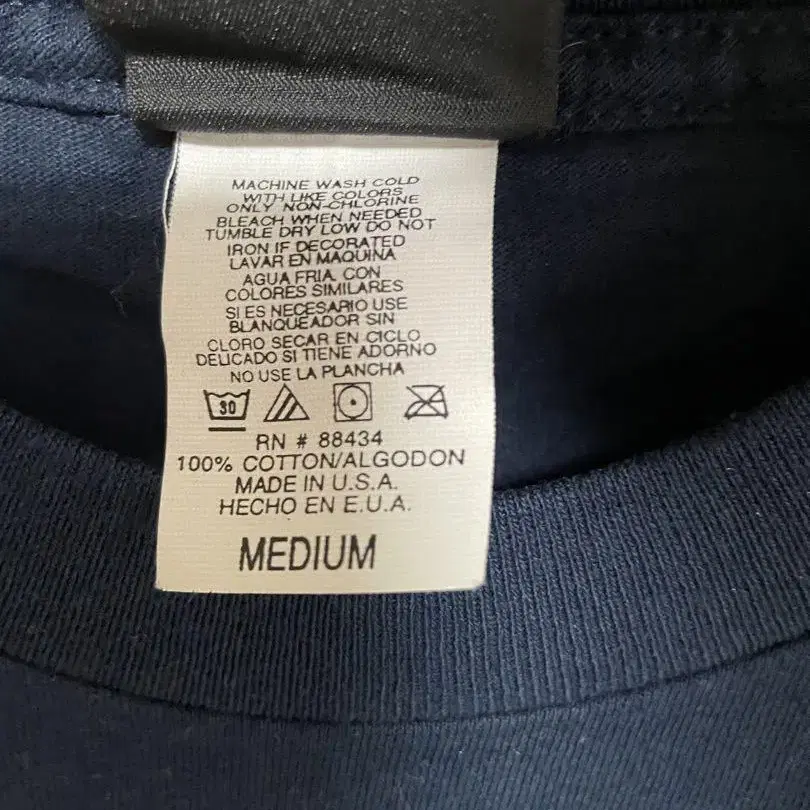 MACHINE WASH COLD
WITH LIKE COLORS
ONLY NON-CHLORINE
BLEACH WHEN NEEDED
TUMBLE DRY LOW DO NOT
IRON IF DECORATED
LAVAR EN MAQUINA
AGUA FRIA. CON
COLORES SIMILARES
SI ES NECESARIO USE
BLANQUEADOR SIN
CLORO SECAR EN CICLO
DELICADO SI TIENE ADORNO
NO USE LA PLANCHA
30
RN # 88434
100% COTTON/ALGODON
MADE IN U.S.A.
HECHO EN E.U.A.
MEDIUM